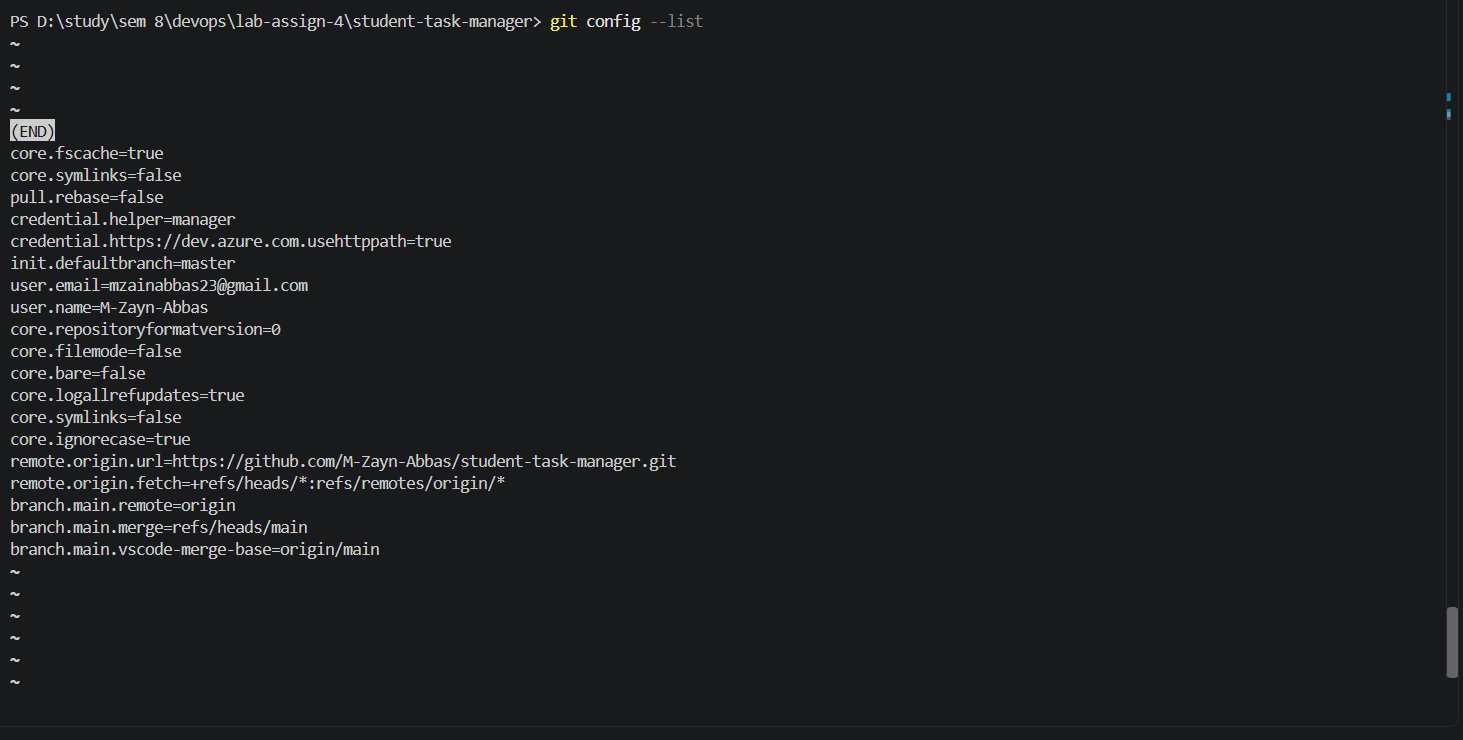 PS D:\study\sem 8\devops\lab-assign-4\student-task-manager> git config --list
~
~
~
~
(END)
core.fscache=true
core.symlinks=false
pull.rebase=false
credential.helper=manager
credential.https://dev.azure.com.usehttppath=true
init.defaultbranch=master
user.email=mzainabbas23@gmail.com
user.name=M-Zayn-Abbas
core.repositoryformatversion=0
core.filemode=false
core.bare=false
core.logallrefupdates=true
core.symlinks=false
core.ignorecase=true
remote.origin.url=https://github.com/M-Zayn-Abbas/student-task-manager.git
remote.origin.fetch=+refs/heads/*:refs/remotes/origin/*
branch.main.remote=origin
branch.main.merge=refs/heads/main
branch.main.vscode-merge-base=origin/main
~
~
~
~
~
~